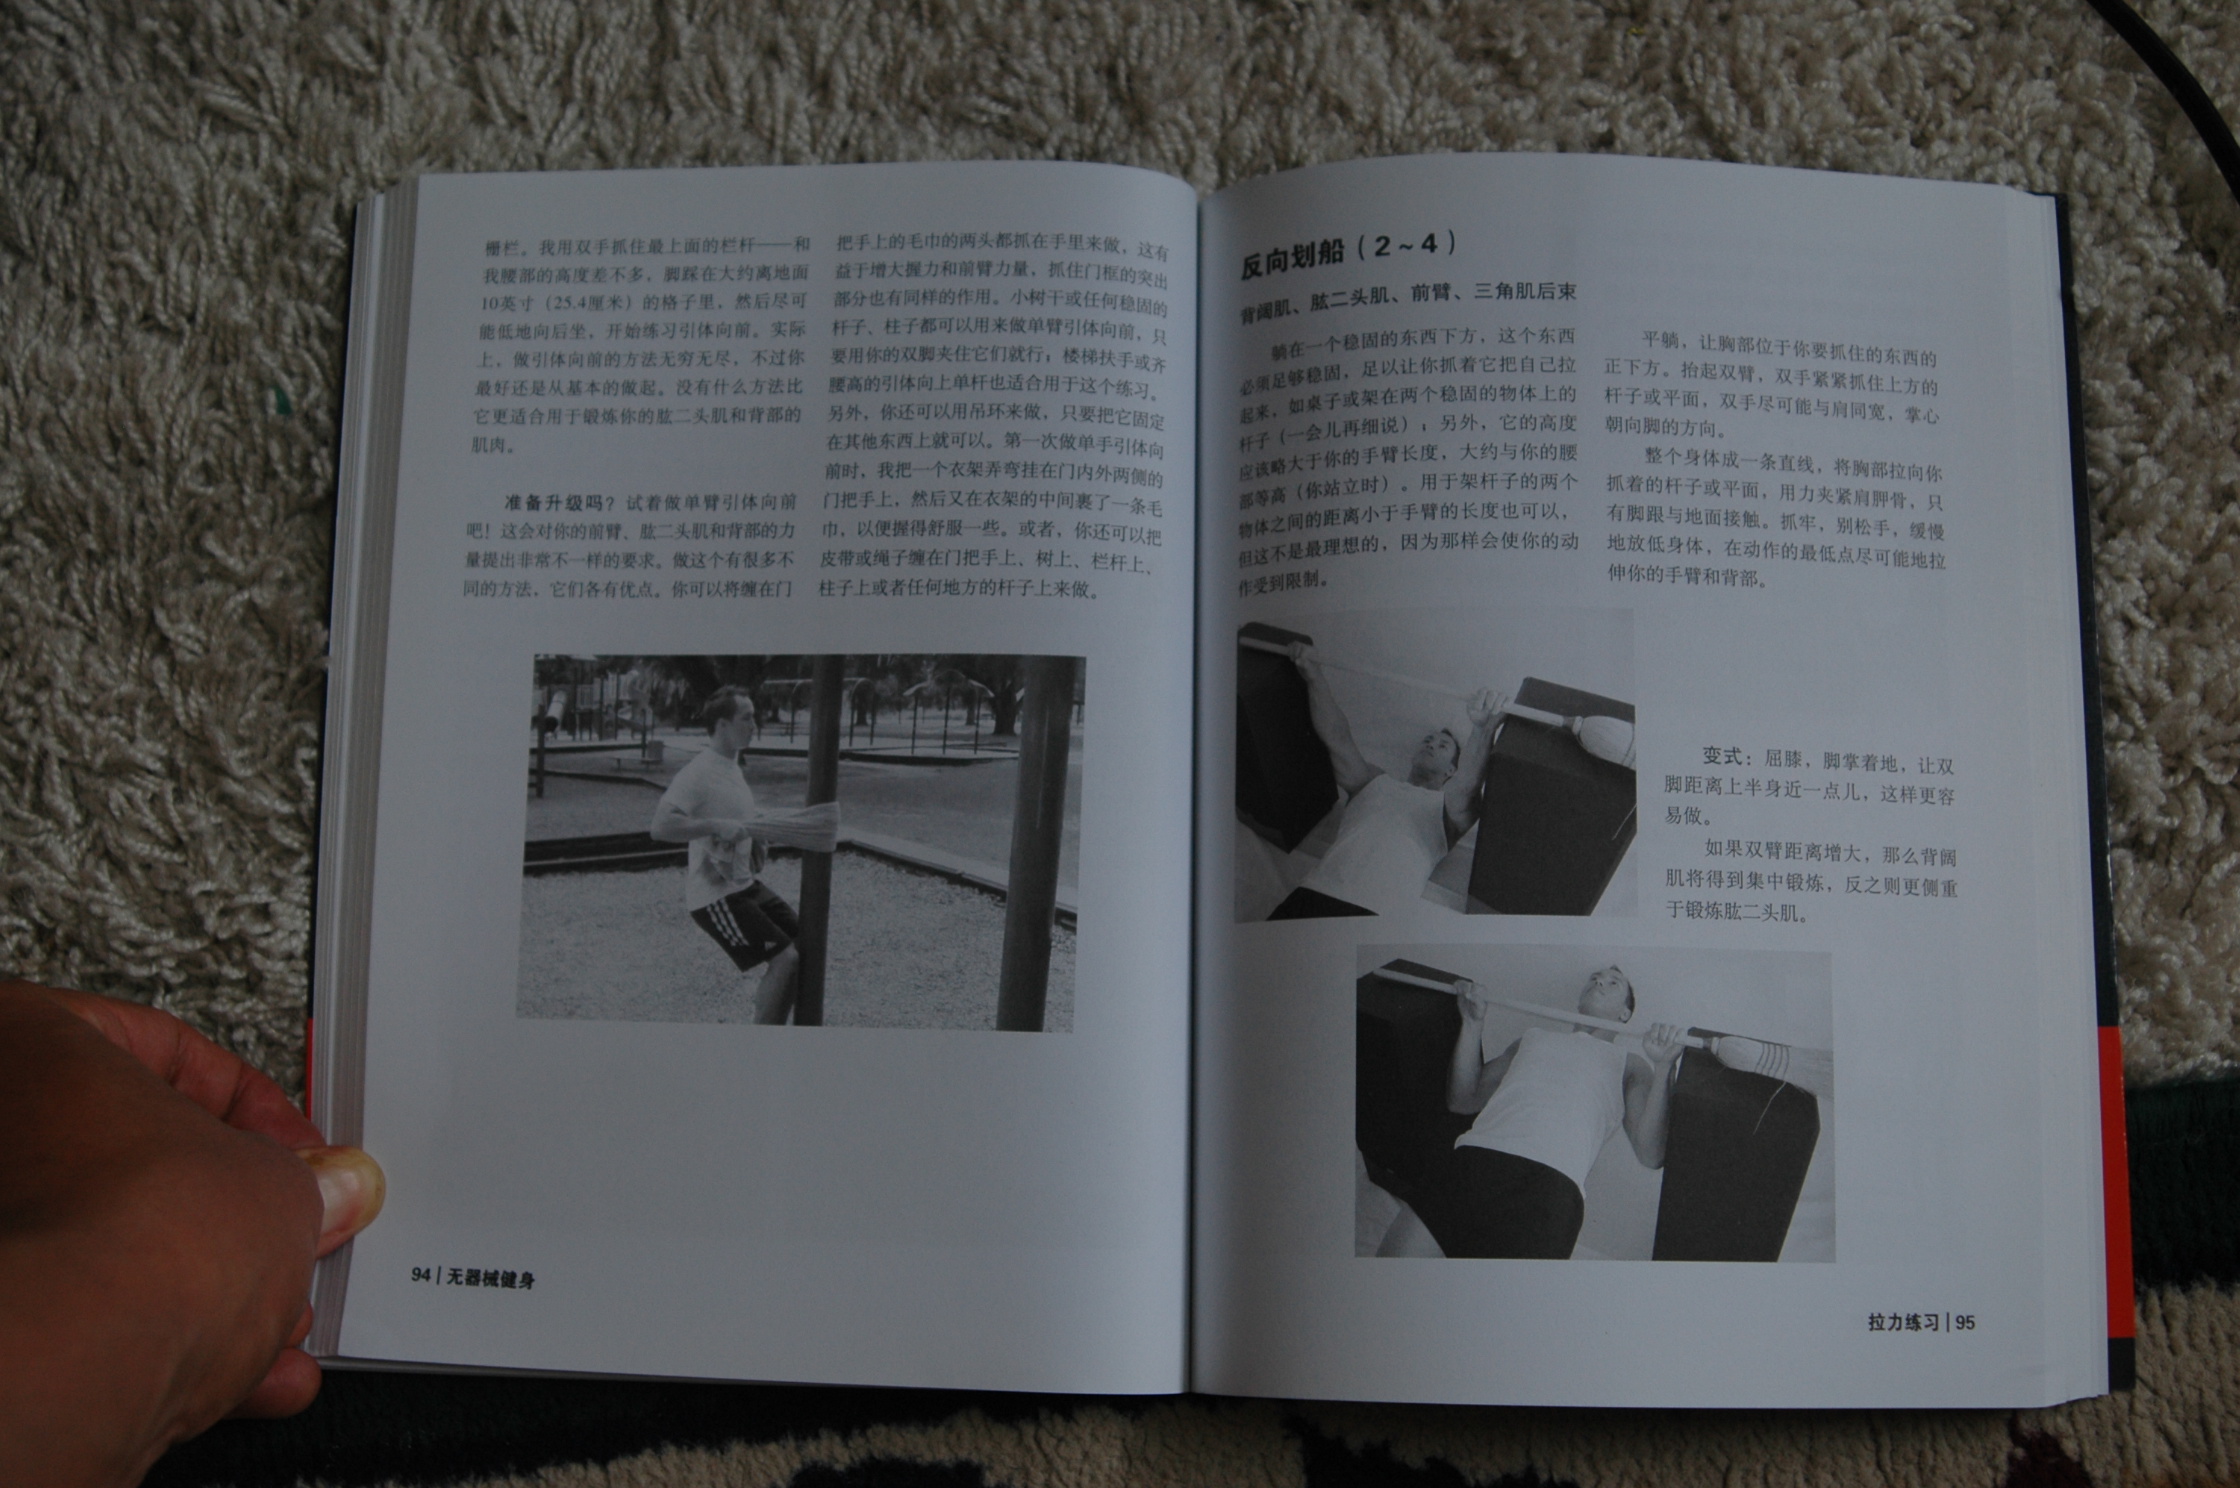 栅栏。我用双手抓住最上面的栏杆——和
我腰部的高度差不多，脚踩在大约离地面
10英寸（25.4厘米）的格子里，然后尽可
能低地向后坐，开始练习引体向前。实际
上，做引体向前的方法无穷无尽，不过你
最好还是从基本的做起。没有什么方法比
它更适合用于锻炼你的肱二头肌和背部的
肌肉。
准备升级吗？试着做单臂引体向前
吧！这会对你的前臂、肱二头肌和背部的力
量提出非常不一样的要求。做这个有很多不
同的方法，它们各有优点。你可以将缠在门
把手上的毛巾的两头都抓在手里来做，这有
益于增大握力和前臂力量，抓住门框的突出
部分也有同样的作用。小树干或任何稳固的
杆子、柱子都可以用来做单臂引体向前，只
要用你的双脚夹住它们就行；楼梯扶手或齐
腰高的引体向上单杆也适合用于这个练习。
另外，你还可以用吊环来做，只要把它固定
在其他东西上就可以。第一次做单手引体向
前时，我把一个衣架弄弯挂在门内外两侧的
门把手上，然后又在衣架的中间裹了一条毛
巾，以便握得舒服一些。或者，你还可以把
皮带或绳子缠在门把手上、树上、栏杆上、
柱子上或者任何地方的杆子上来做。
94|无器械健身
反向划船（2~4）
背阔肌、肱二头肌、前臂、三角肌后束
躺在一个稳固的东西下方，这个东西
必须足够稳固，足以让你抓着它把自己拉
起来，如桌子或架在两个稳固的物体上的
杆子（一会儿再细说）；另外，它的高度
应该略大于你的手臂长度，大约与你的腰
部等高（你站立时）。用于架杆子的两个
物体之间的距离小于手臂的长度也可以，
但这不是最理想的，因为那样会使你的动
作受到限制。
平躺，让胸部位于你要抓住的东西的
正下方。抬起双臂，双手紧紧抓住上方的
杆子或平面，双手尽可能与肩同宽，掌心
朝向脚的方向。
整个身体成一条直线，将胸部拉向你
抓着的杆子或平面，用力夹紧肩胛骨，只
有脚跟与地面接触。抓牢，别松手，缓慢
地放低身体，在动作的最低点尽可能地拉
伸你的手臂和背部。
变式：屈膝，脚掌着地，让双
脚距离上半身近一点儿，这样更容
易做。
如果双臂距离增大，那么背阔
肌将得到集中锻炼，反之则更侧重
于锻炼肱二头肌。
拉力练习|95